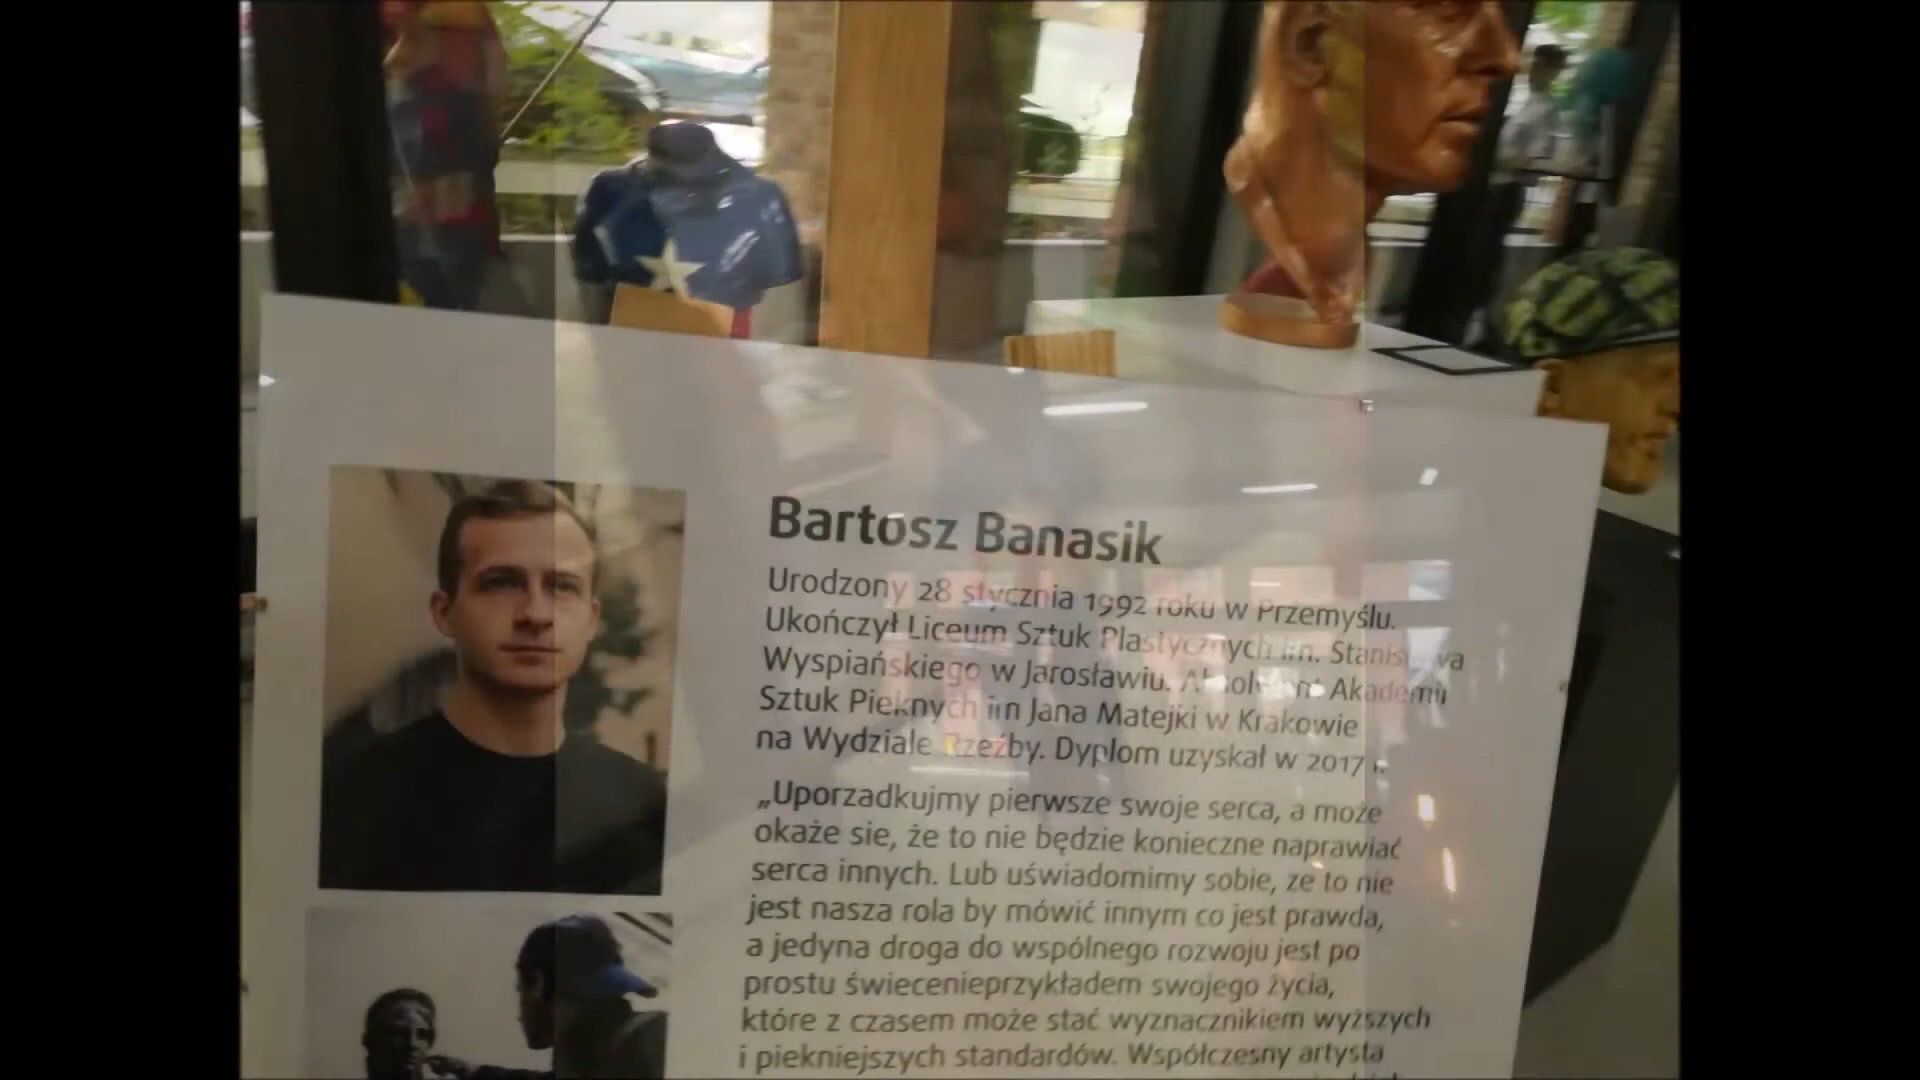 Bartosz Banasik
Urodzony 28 stycznia 1992 roku w Przemyślu.
Ukończył Liceum Sztuk Plastycznych im. Stanisława
Wyspiańskiego w Jarosławiu. Absolwent Akademii
Sztuk Pieknych im Jana Matejki w Krakowie
na Wydziale Rzeźby. Dyplom uzyskał w 2017 r.
„Uporzadkujmy pierwsze swoje serca, a może
okaże sie, że to nie będzie konieczne naprawiać
serca innych. Lub uświadomimy sobie, ze to nie
jest nasza rola by mówić innym co jest prawda,
a jedyna droga do wspólnego rozwoju jest po
prostu świecenieprzykładem swojego życia,
które z czasem może stać wyznacznikiem wyższych
i piekniejszych standardów. Współczesny artysta